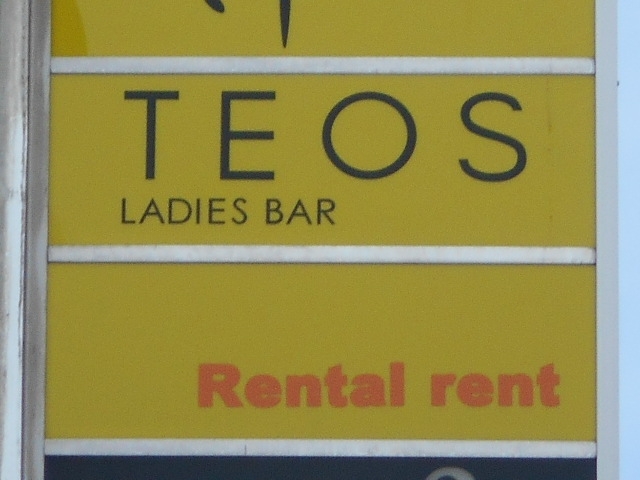 TEOS
LADIES BAR
Rental rent